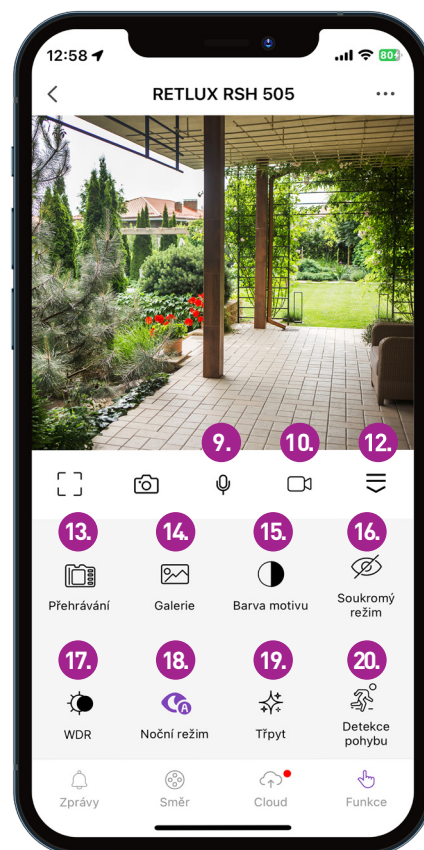 12:58 80
RETLUX RSH 505
9. 10. 12.
13. 14. 15. 16.
Přehrávání Galerie Barva motivu Soukromý
režim
17. 18. 19. 20.
A
WDR Noční režim Třpyt Detekce
pohybu
Zprávy Směr Cloud Funkce